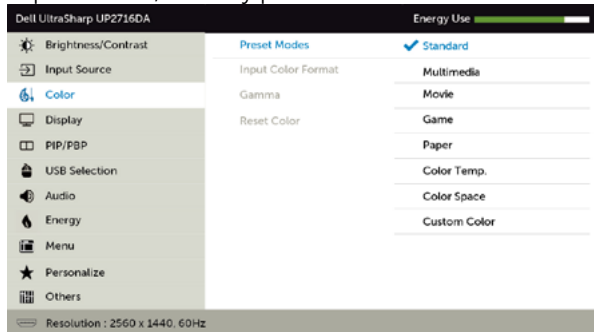 Dell UltraSharp UP2716DA
Energy Use
Brightness/Contrast
Preset Modes
Standard
Input Source
Input Color Format
Multimedia
Color
Gamma
Movie
Display
Reset Color
Game
PIP/PBP
Paper
USB Selection
Color Temp.
Audio
Color Space
Energy
Custom Color
Menu
Personalize
Others
Resolution : 2560 x 1440, 60Hz